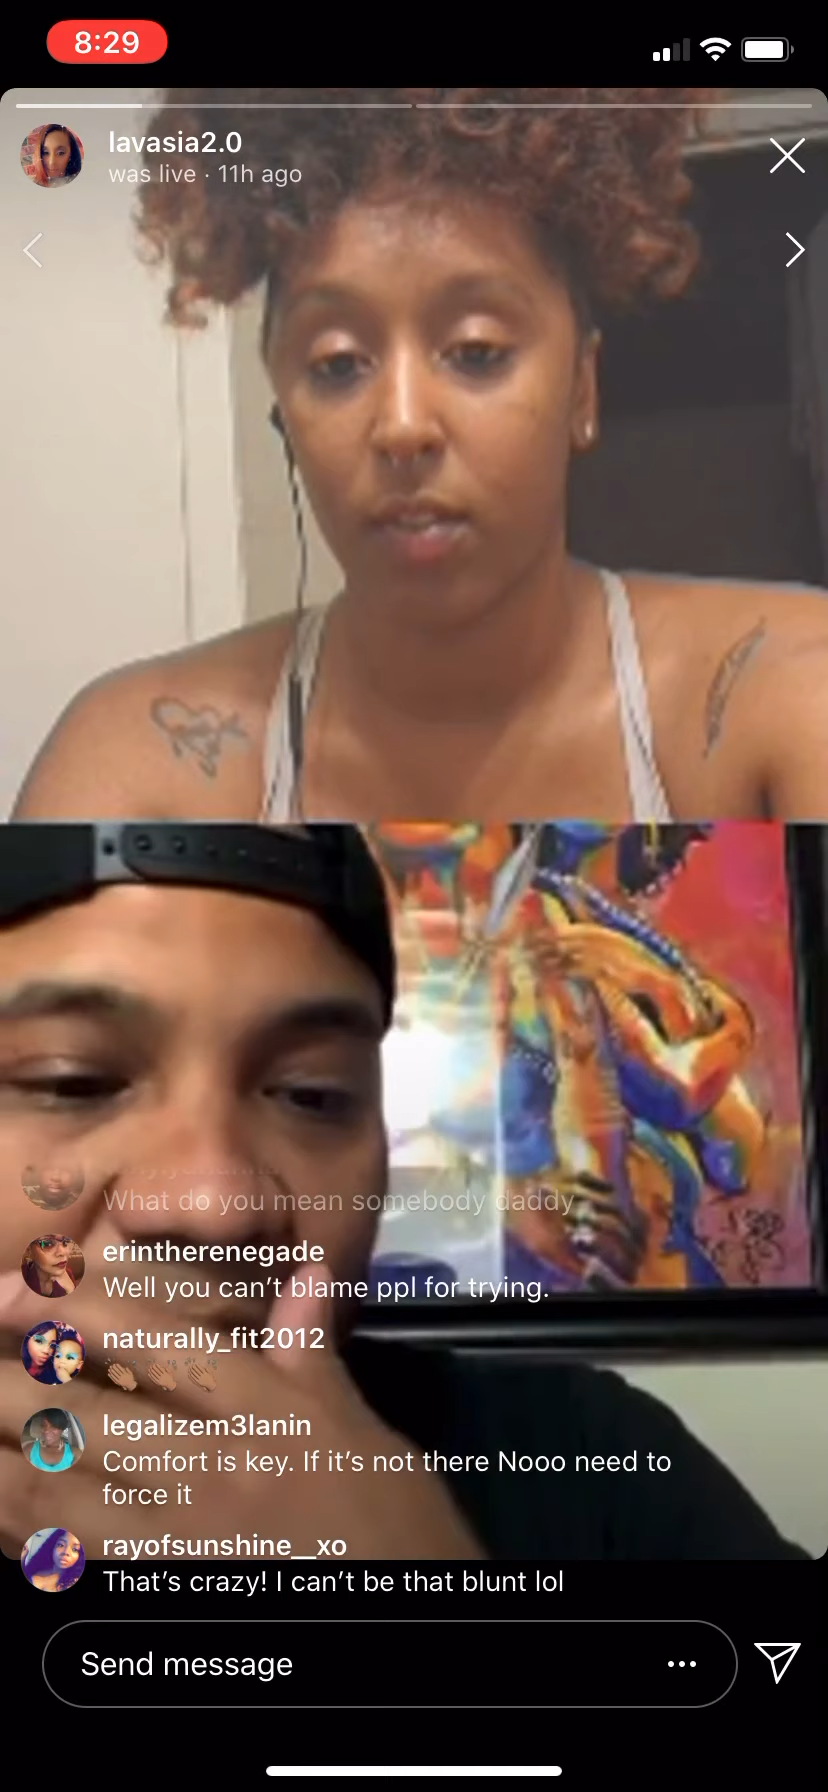 8:29
lavasia2.0
was live · 11h ago
What do you mean somebody daddy
erintherenegade
Well you can't blame ppl for trying.
naturally_fit2012
👏🏽👏🏽👏🏽
legalizem3lanin
Comfort is key. If it's not there Nooo need to
force it
rayofsunshine__xo
That's crazy! I can't be that blunt lol
Send message